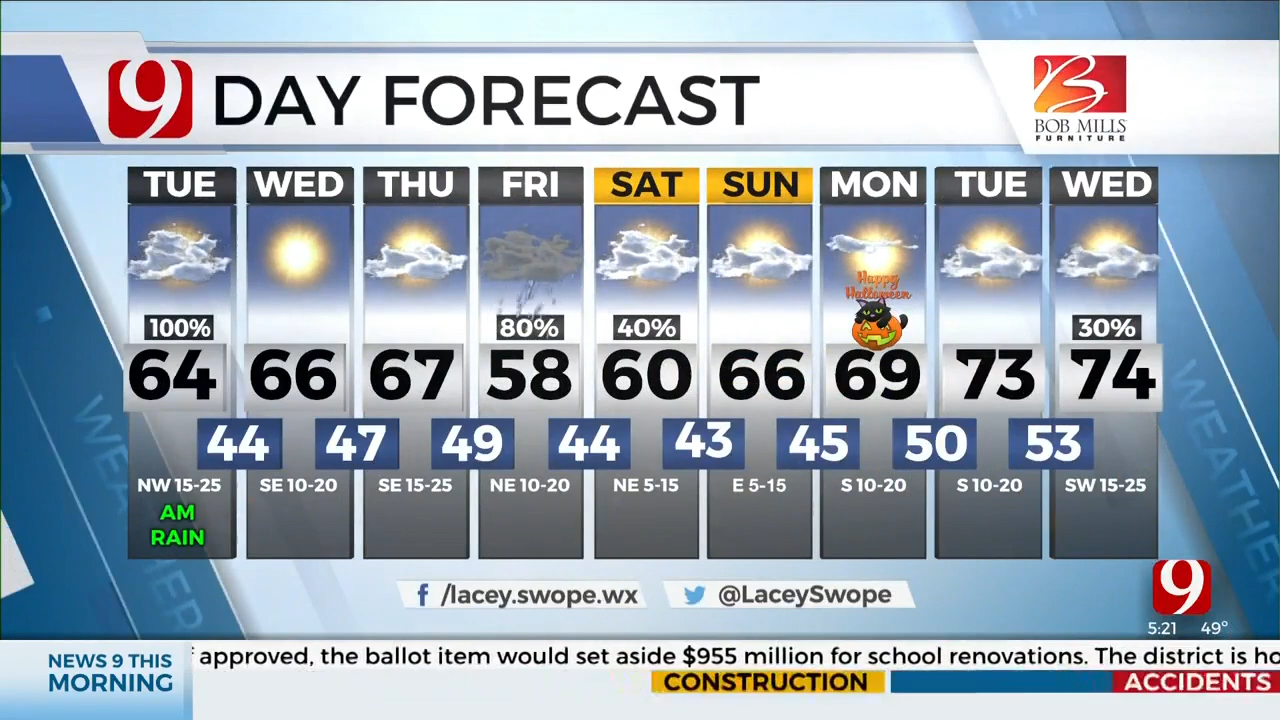 9 DAY FORECAST
BOB MILLS
FURNITURE
TUE WED THU FRI SAT SUN MON TUE WED
Happy
Halloween
100% 80% 40% 30%
64 66 67 58 60 66 69 73 74
44 47 49 44 43 45 50 53
NW 15-25 SE 10-20 SE 15-25 NE 10-20 NE 5-15 E 5-15 S 10-20 S 10-20 SW 15-25
AM
RAIN
f /lacey.swope.wx @LaceySwope
9
5:21 49°
NEWS 9 THIS
MORNING
f approved, the ballot item would set aside $955 million for school renovations. The district is ho
CONSTRUCTION ACCIDENTS
WEATHER
WEATHER